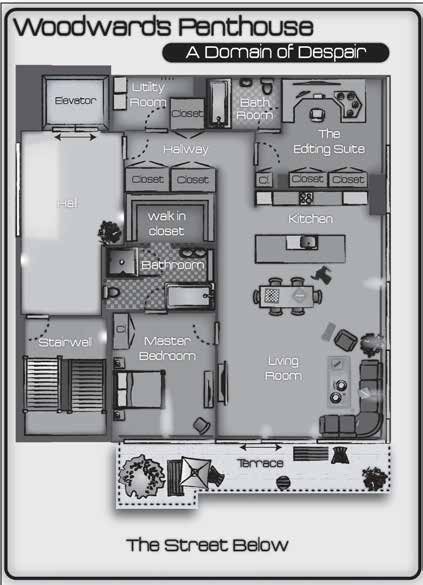 Woodward's Penthouse
A Domain of Despair
Elevator
Utility
Room
Closet
Bath
Room
The
Editing Suite
Hallway
Closet
Closet
Closet
Closet
Hall
walk in
closet
Kitchen
Bathroom
Stairwell
Master
Bedroom
Living
Room
Terrace
The Street Below